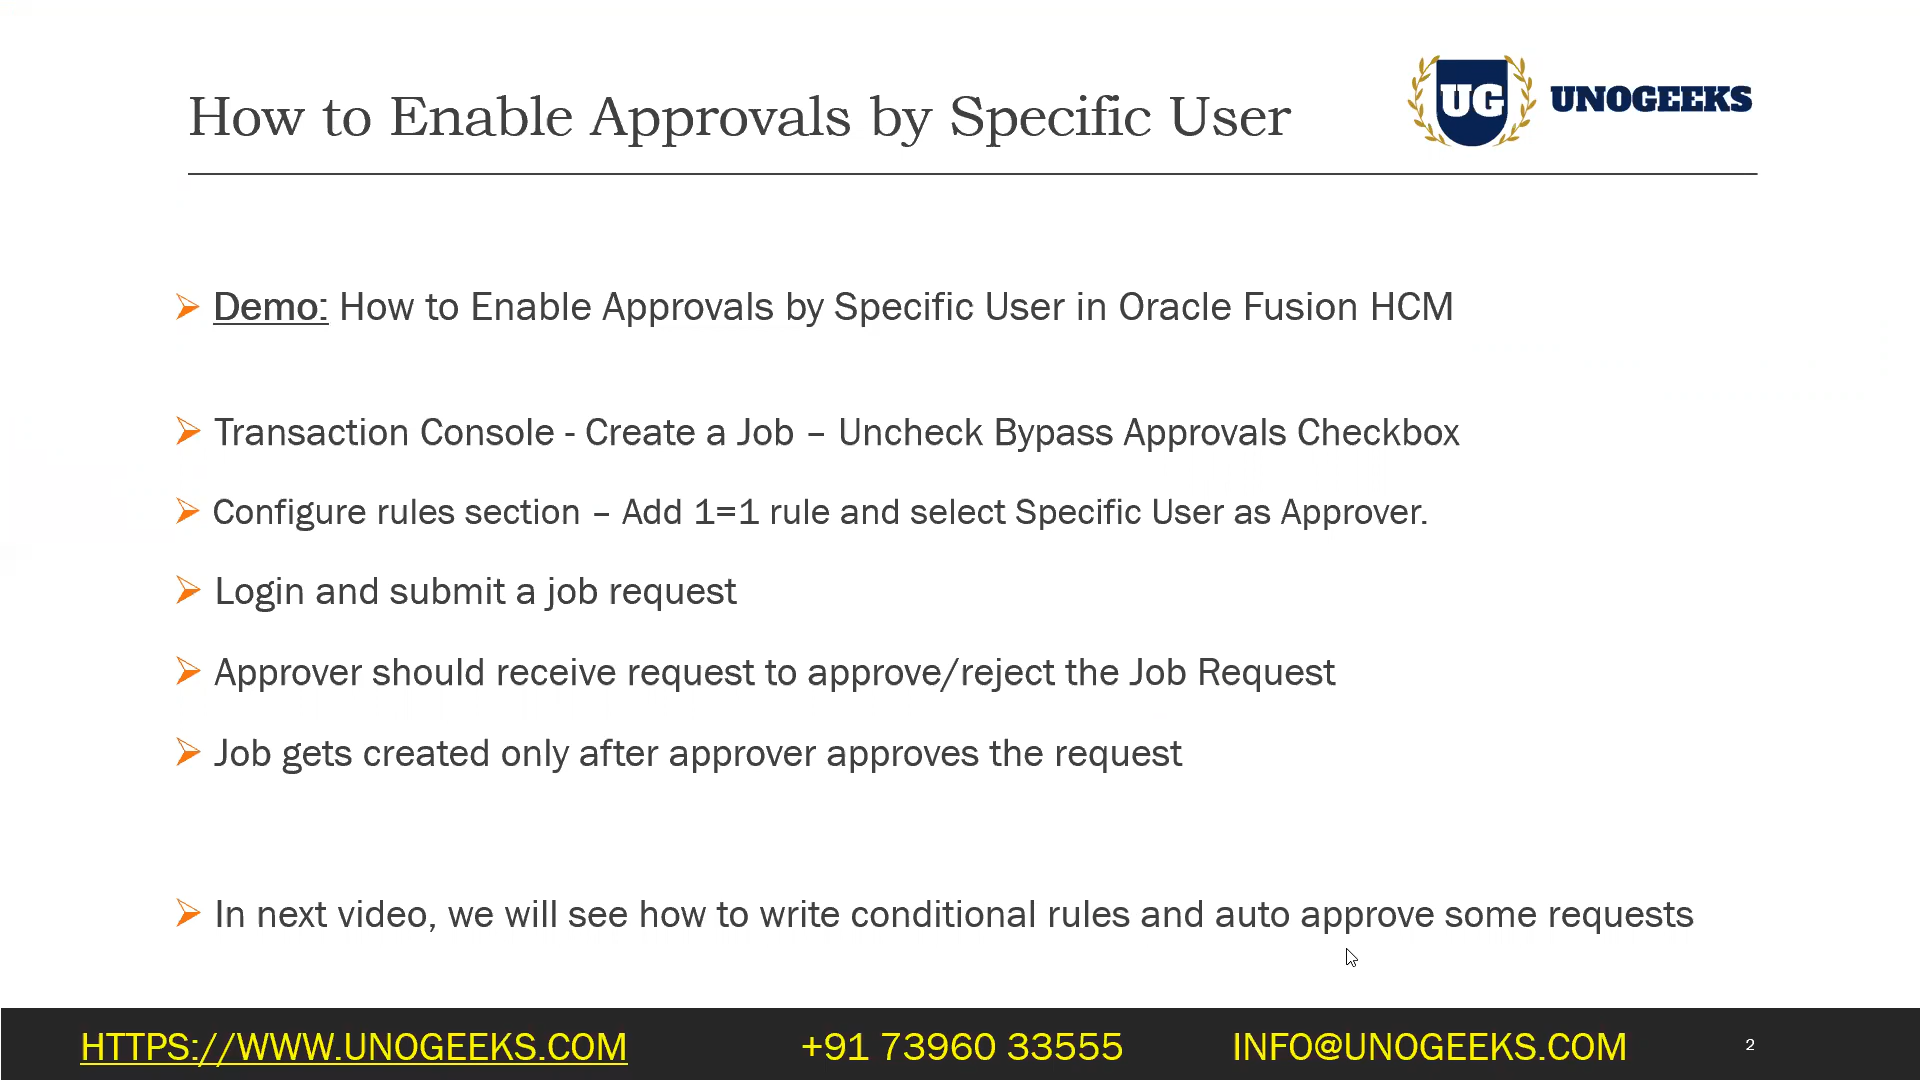 How to Enable Approvals by Specific User
UG UNOGEEKS
Demo: How to Enable Approvals by Specific User in Oracle Fusion HCM
Transaction Console - Create a Job – Uncheck Bypass Approvals Checkbox
Configure rules section – Add 1=1 rule and select Specific User as Approver.
Login and submit a job request
Approver should receive request to approve/reject the Job Request
Job gets created only after approver approves the request
In next video, we will see how to write conditional rules and auto approve some requests
HTTPS://WWW.UNOGEEKS.COM +91 73960 33555 INFO@UNOGEEKS.COM 2